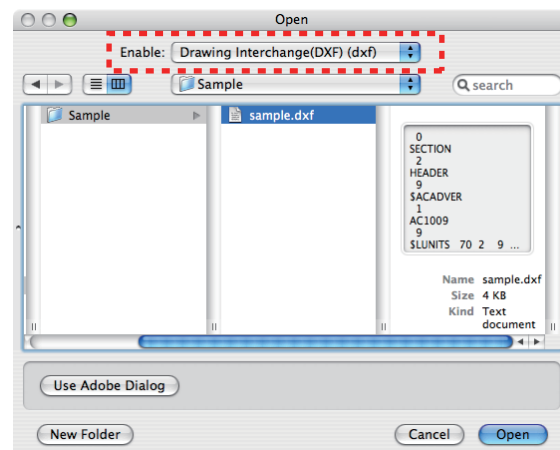 Open
Enable: Drawing Interchange(DXF) (dxf)
Sample
search
Sample
sample.dxf
0
SECTION
2
HEADER
9
$ACADVER
1
AC1009
9
$LUNITS 70 2 9 ...
Name sample.dxf
Size 4 KB
Kind Text
document
Use Adobe Dialog
New Folder
Cancel
Open